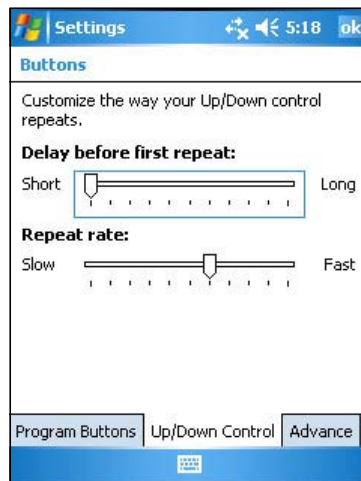 Settings 5:18 ok
Buttons
Customize the way your Up/Down control
repeats.
Delay before first repeat:
Short Long
Repeat rate:
Slow Fast
Program Buttons Up/Down Control Advance